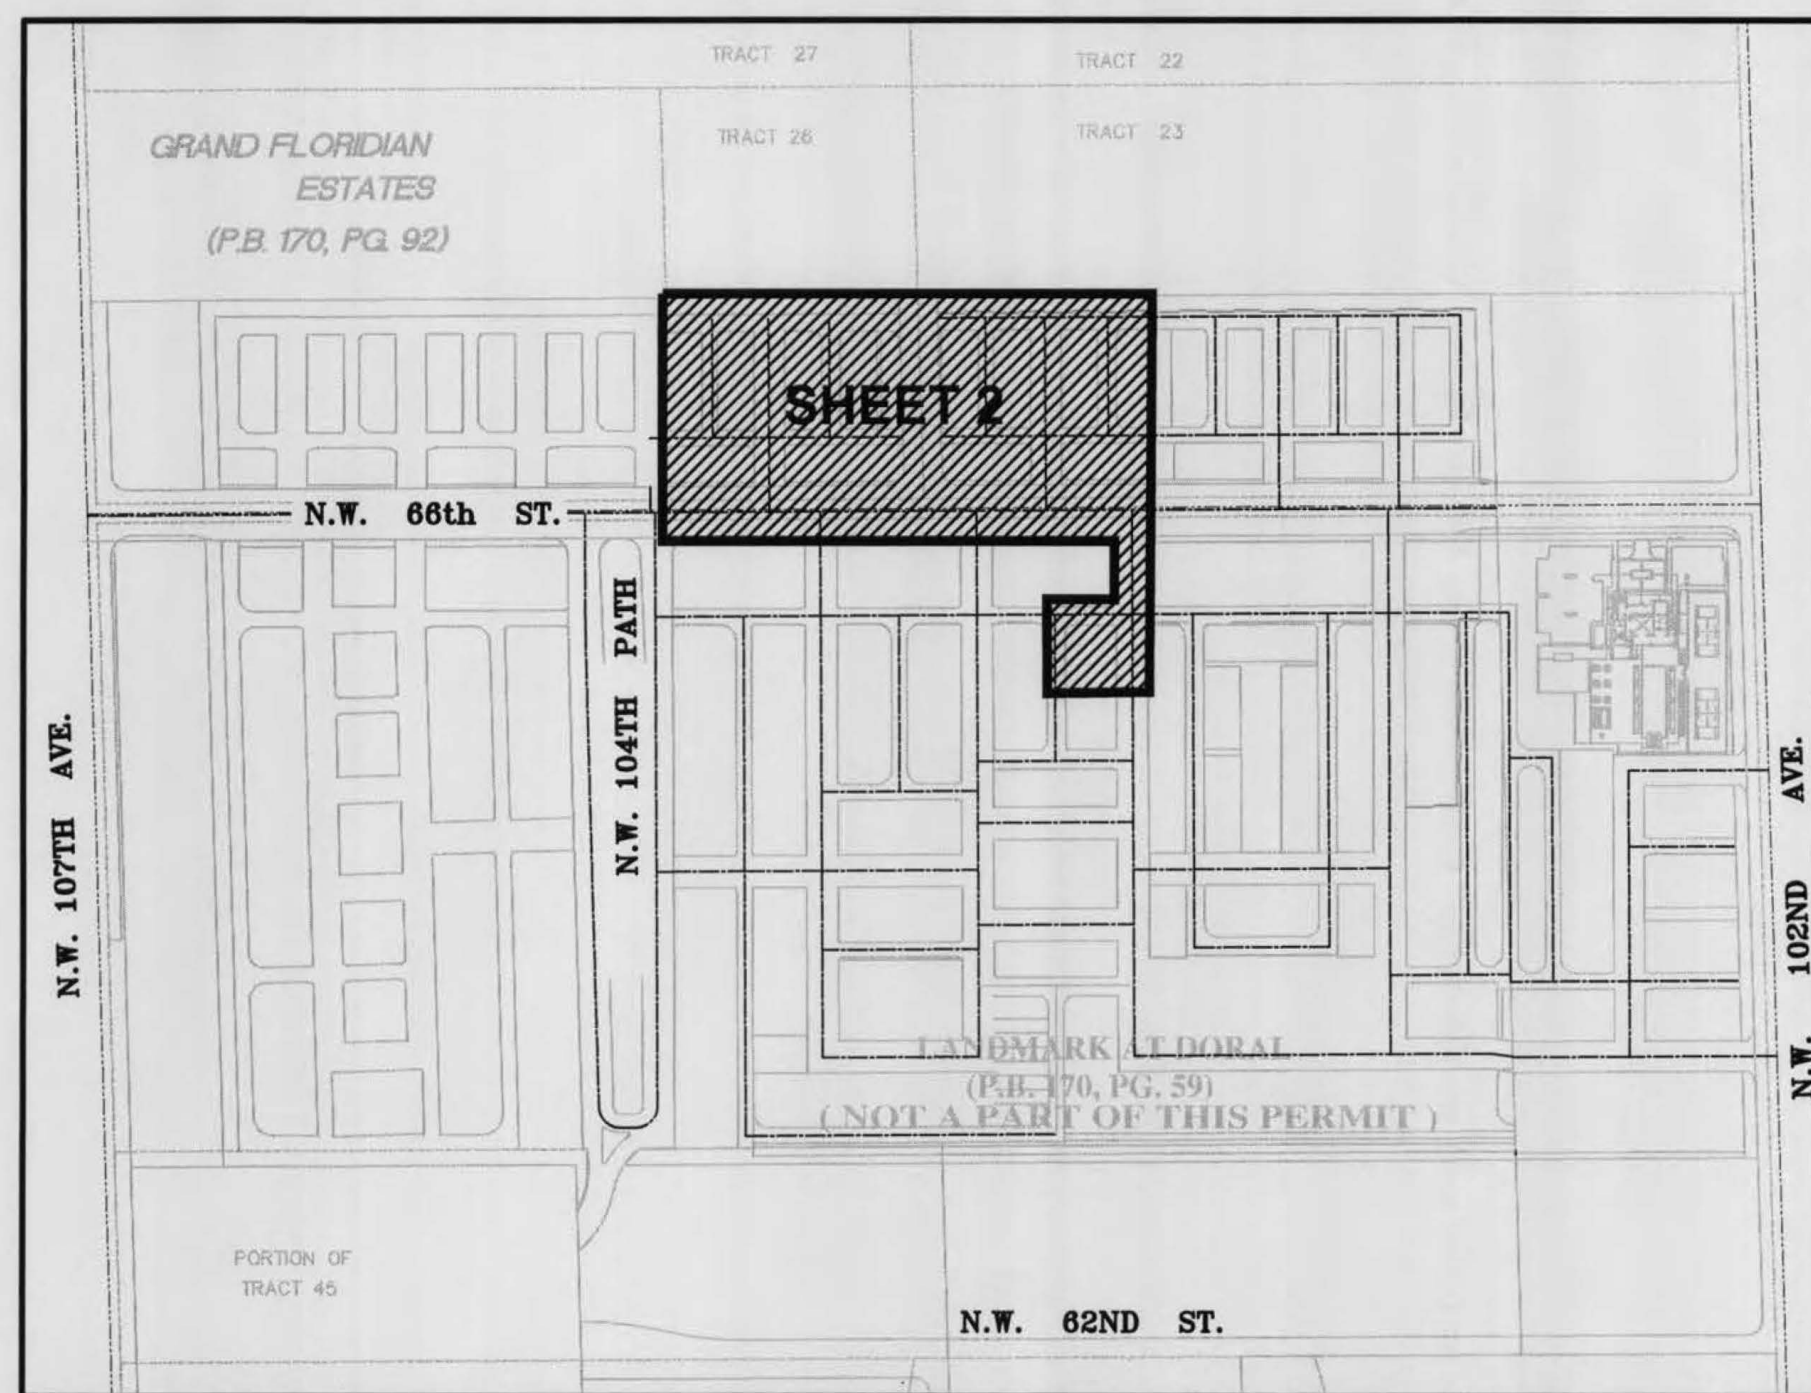 TRACT 27
TRACT 22
GRAND FLORIDIAN
ESTATES
(P.B. 170, PG. 92)
TRACT 26
TRACT 23
SHEET 2
N.W. 66th ST.
N.W. 104TH PATH
N.W. 107TH AVE.
N.W. 102ND AVE.
LANDMARK AT DORAL
(P.B. 170, PG. 59)
( NOT A PART OF THIS PERMIT )
PORTION OF
TRACT 45
N.W. 62ND ST.